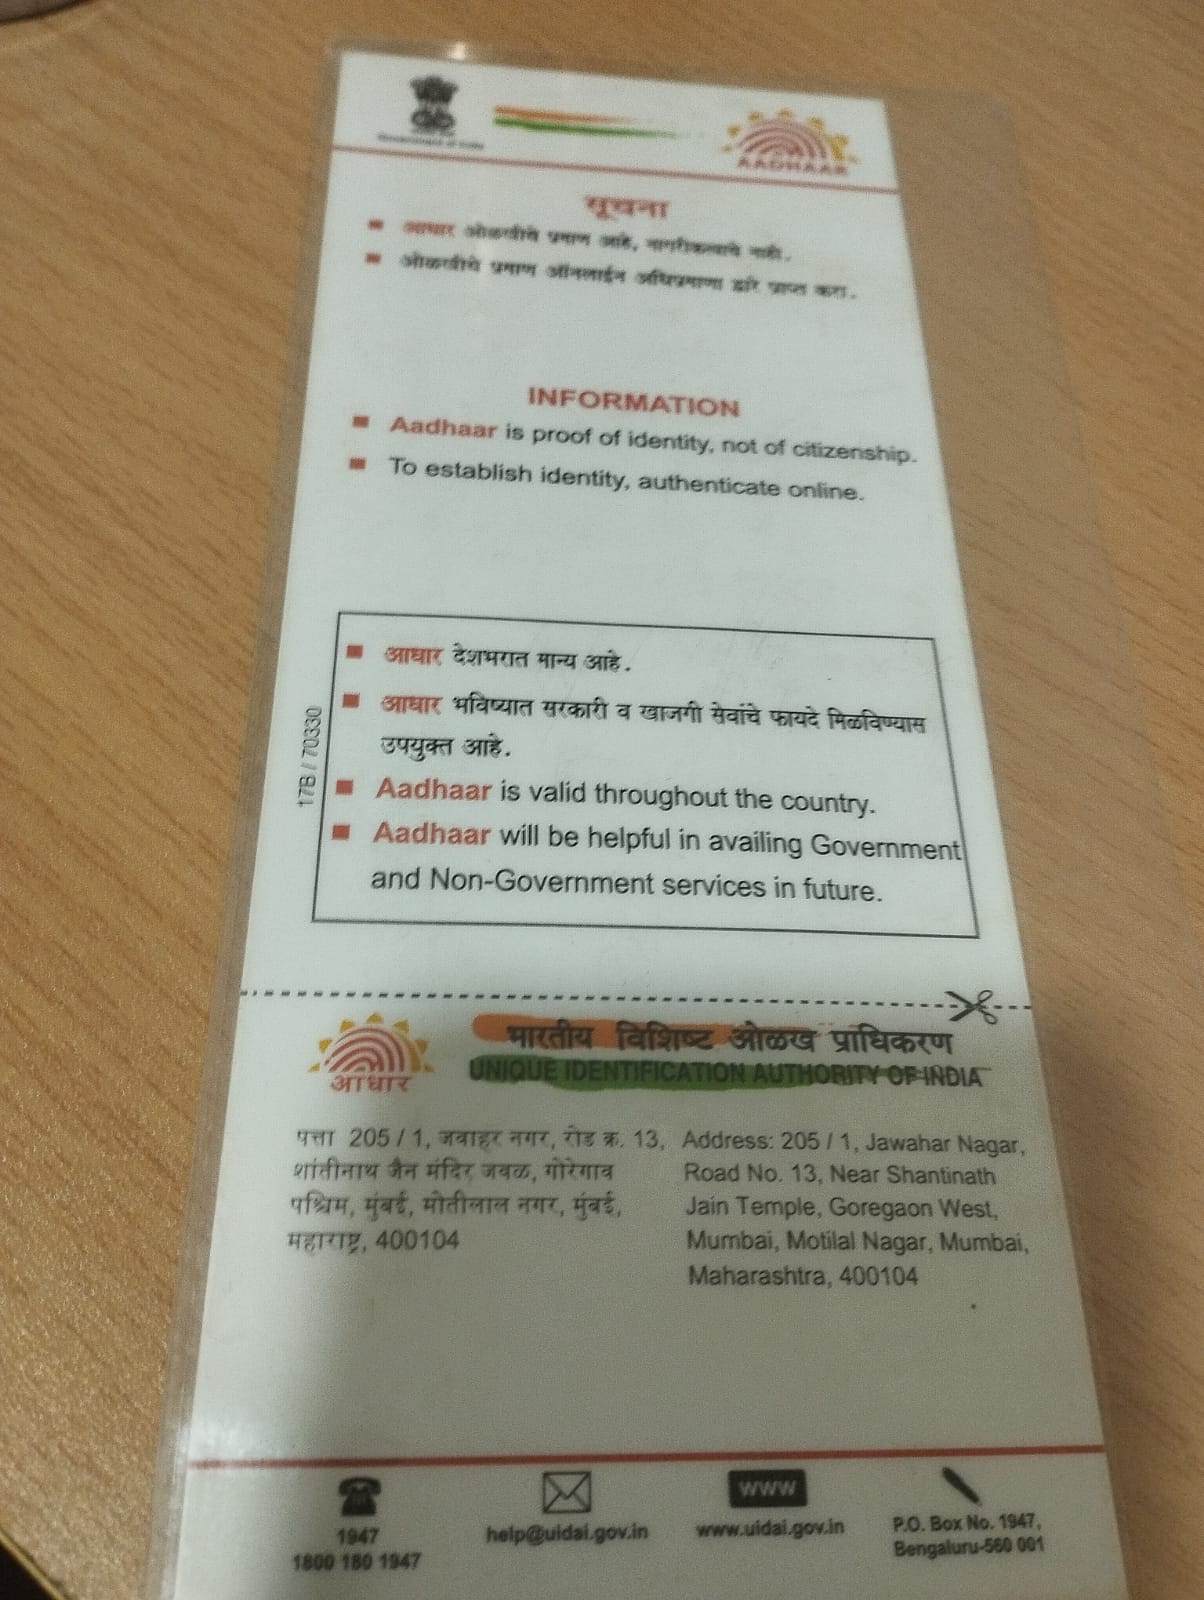 Government of India
AADHAAR
सूचना
आधार ओळखीचे प्रमाण आहे, नागरीकत्वाचे नाही.
ओळखीचे प्रमाण ऑनलाईन अधिप्रमाणा द्वारे प्राप्त करा.
INFORMATION
Aadhaar is proof of identity, not of citizenship.
To establish identity, authenticate online.
आधार देशभरात मान्य आहे.
आधार भविष्यात सरकारी व खाजगी सेवांचे फायदे मिळविण्यास
उपयुक्त आहे.
Aadhaar is valid throughout the country.
Aadhaar will be helpful in availing Government
and Non-Government services in future.
17B / 70330
आधार
भारतीय विशिष्ट ओळख प्राधिकरण
UNIQUE IDENTIFICATION AUTHORITY OF INDIA
पत्ता 205 / 1, जवाहर नगर, रोड क्र. 13,
शांतीनाथ जैन मंदिर जवळ, गोरेगाव
पश्चिम, मुंबई, मोतीलाल नगर, मुंबई,
महाराष्ट्र, 400104
Address: 205 / 1, Jawahar Nagar,
Road No. 13, Near Shantinath
Jain Temple, Goregaon West,
Mumbai, Motilal Nagar, Mumbai,
Maharashtra, 400104
1947
1800 180 1947
help@uidai.gov.in
www
www.uidai.gov.in
P.O. Box No. 1947,
Bengaluru-560 001